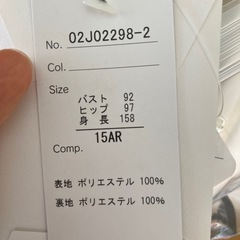 No. 02J02298-2
Col.
Size
バスト 92
ヒップ 97
身長 158
15AR
Comp.
表地 ポリエステル 100%
裏地 ポリエステル 100%